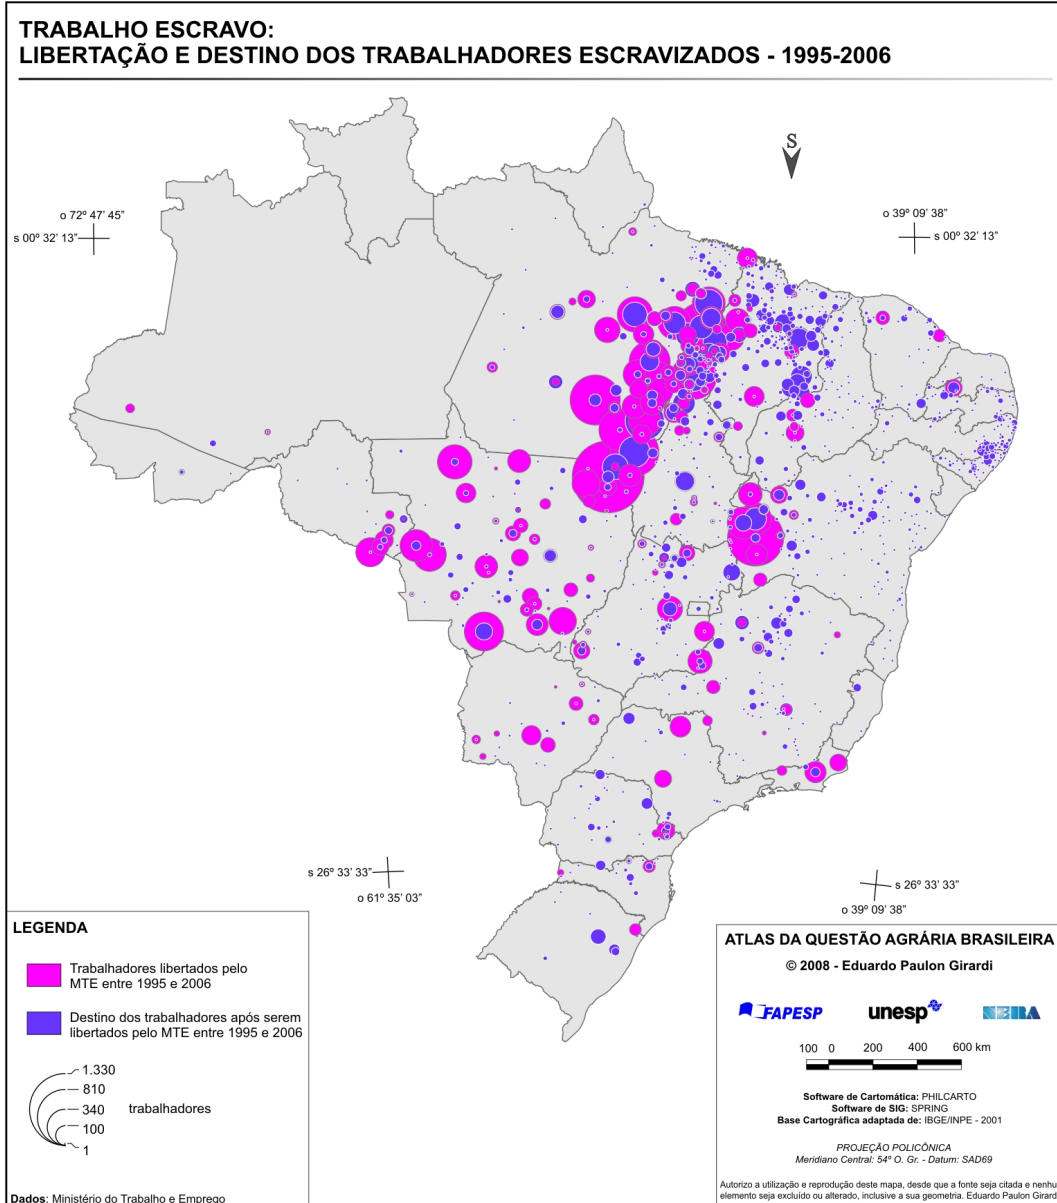 TRABALHO ESCRAVO:
LIBERTAÇÃO E DESTINO DOS TRABALHADORES ESCRAVIZADOS - 1995-2006
S
o 72º 47' 45"
s 00º 32' 13"
o 39º 09' 38"
s 00º 32' 13"
s 26º 33' 33"
o 61º 35' 03"
s 26º 33' 33"
o 39º 09' 38"
LEGENDA
Trabalhadores libertados pelo
MTE entre 1995 e 2006
Destino dos trabalhadores após serem
libertados pelo MTE entre 1995 e 2006
1.330
810
340
100
1
trabalhadores
Dados: Ministério do Trabalho e Emprego
ATLAS DA QUESTÃO AGRÁRIA BRASILEIRA
© 2008 - Eduardo Paulon Girardi
FAPESP
unesp
NERA
100 0 200 400 600 km
Software de Cartomática: PHILCARTO
Software de SIG: SPRING
Base Cartográfica adaptada de: IBGE/INPE - 2001
PROJEÇÃO POLICÔNICA
Meridiano Central: 54º O. Gr. - Datum: SAD69
Autorizo a utilização e reprodução deste mapa, desde que a fonte seja citada e nenhu
elemento seja excluído ou alterado, inclusive a sua geometria. Eduardo Paulon Girard